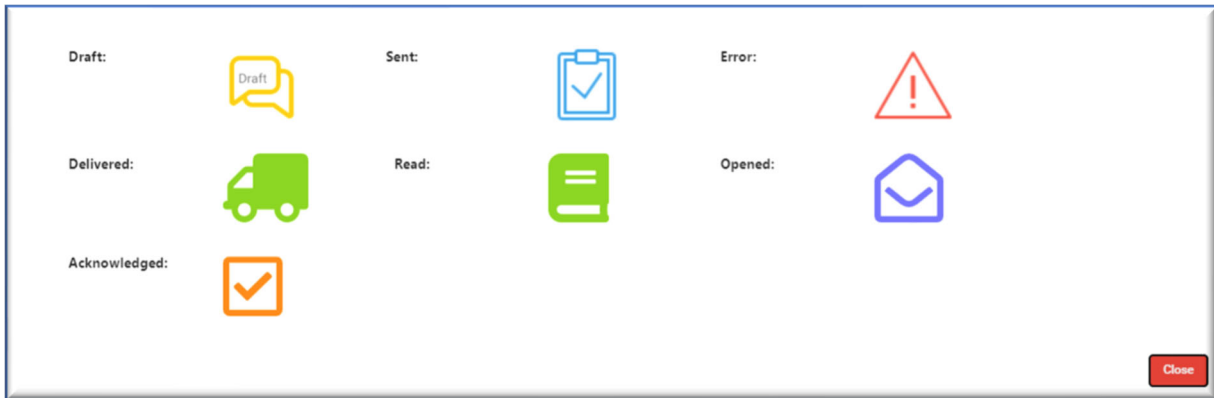 Draft:
Draft
Sent:
Error:
Delivered:
Read:
Opened:
Acknowledged:
Close